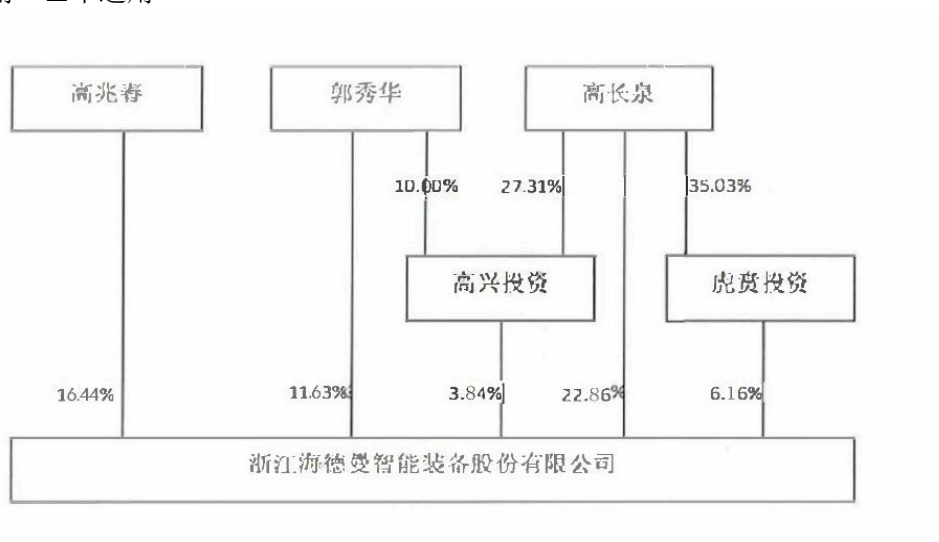 高兆春 郭秀华 高长泉
10.00% 27.31% 35.03%
高兴投资 虎贲投资
16.44% 11.63% 3.84% 22.86% 6.16%
浙江海德曼智能装备股份有限公司